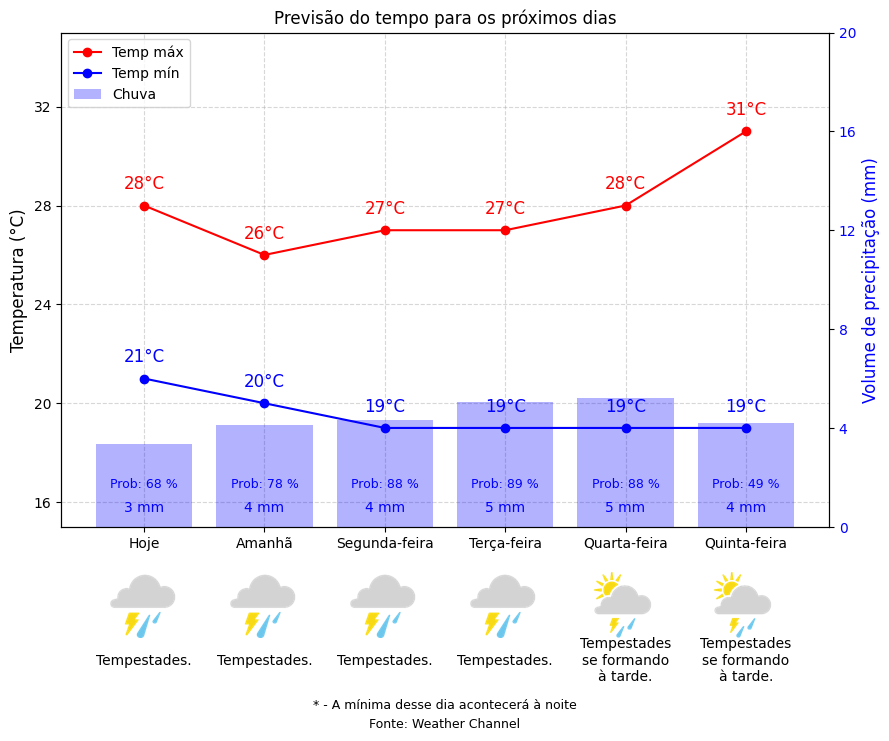 Previsão do tempo para os próximos dias
Temp máx
Temp mín
Chuva
Temperatura (°C)
32
28
24
20
16
Volume de precipitação (mm)
20
16
12
8
4
0
28°C
26°C
27°C
27°C
28°C
31°C
21°C
20°C
19°C
19°C
19°C
19°C
Prob: 68 %
Prob: 78 %
Prob: 88 %
Prob: 89 %
Prob: 88 %
Prob: 49 %
3 mm
4 mm
4 mm
5 mm
5 mm
4 mm
Hoje
Amanhã
Segunda-feira
Terça-feira
Quarta-feira
Quinta-feira
Tempestades.
Tempestades.
Tempestades.
Tempestades.
Tempestades
se formando
à tarde.
Tempestades
se formando
à tarde.
* - A mínima desse dia acontecerá à noite
Fonte: Weather Channel